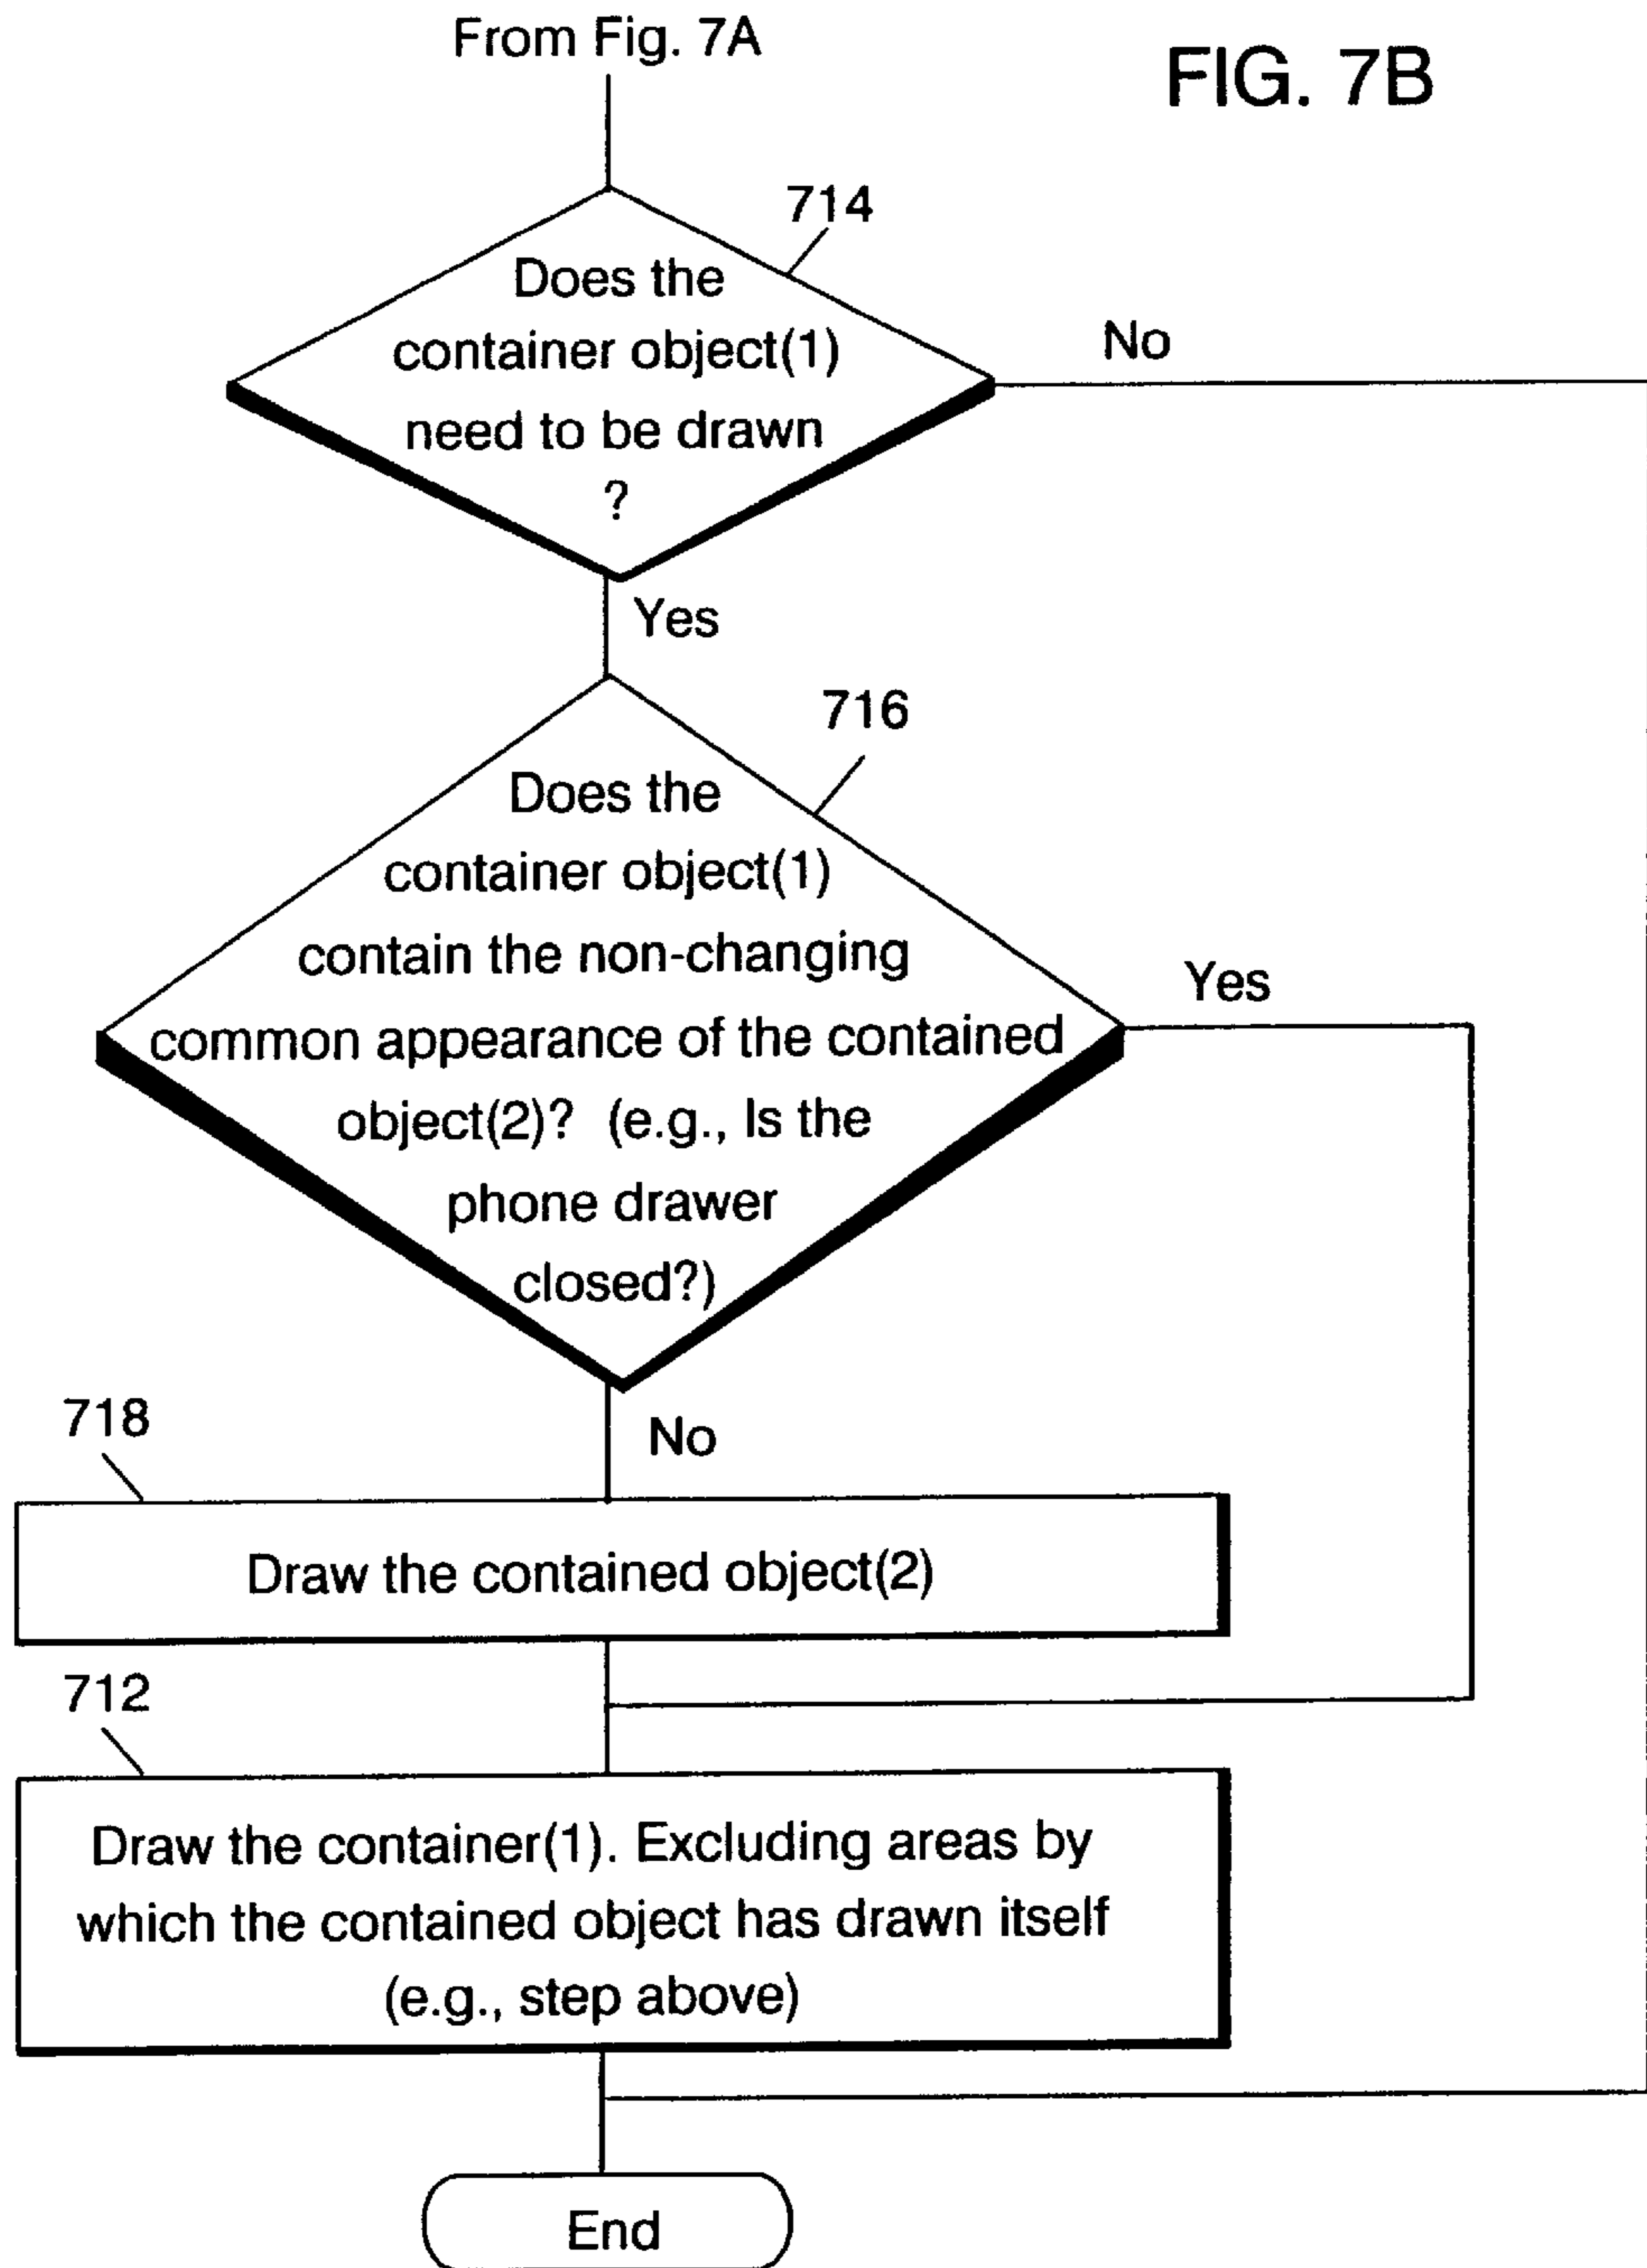 From Fig. 7A
FIG. 7B
714
Does the
container object(1)
need to be drawn
?
No
Yes
716
Does the
container object(1)
contain the non-changing
common appearance of the contained
object(2)? (e.g., Is the
phone drawer
closed?)
Yes
No
718
Draw the contained object(2)
712
Draw the container(1). Excluding areas by
which the contained object has drawn itself
(e.g., step above)
End